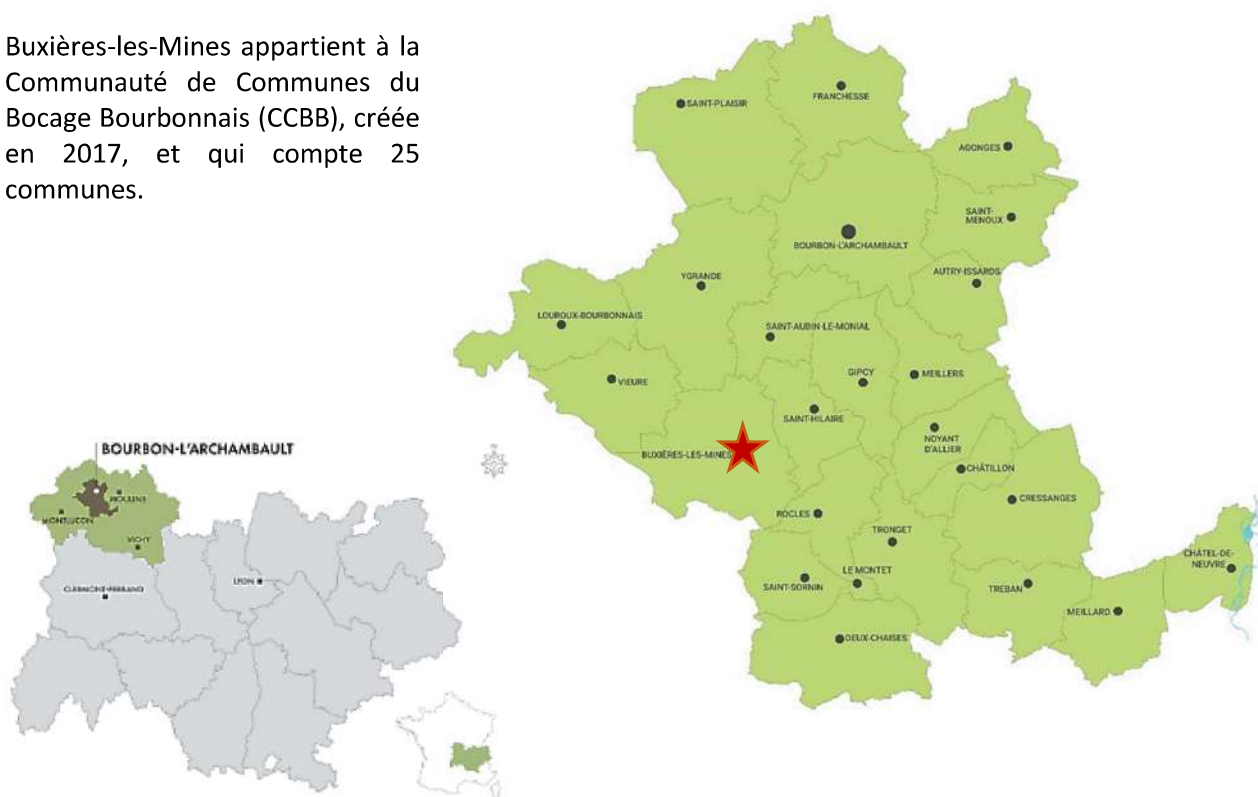 Buxières-les-Mines appartient à la
Communauté de Communes du
Bocage Bourbonnais (CCBB), créée
en 2017, et qui compte 25
communes.
SAINT-PLAISIR
FRANCHESSE
AGONGES
SAINT-
MENOUX
BOURBON-L'ARCHAMBAULT
AUTRY-ISSARDS
YGRANDE
LOUROUX-BOURBONNAIS
SAINT-AUBIN-LE-MONIAL
VIEURE
GIPCY
MEILLERS
SAINT-HILAIRE
NOYANT
D'ALLIER
BUXIÈRES-LES-MINES
CHÂTILLON
CRESSANGES
ROCLES
TRONGET
CHÂTEL-DE-
NEUVRE
LE MONTET
SAINT-SORNIN
TREBAN
MEILLARD
DEUX-CHAISES
BOURBON-L'ARCHAMBAULT
MOULINS
MONTLUÇON
VICHY
CLERMONT-FERRAND
LYON